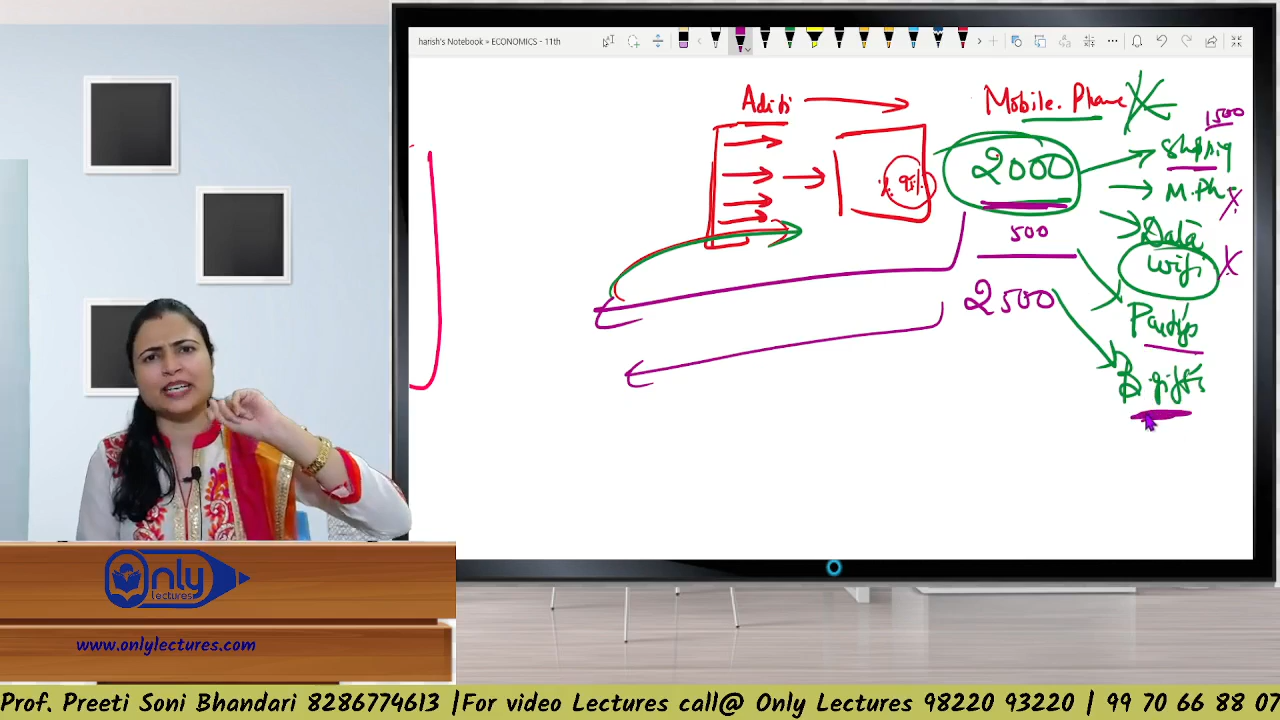 harish's Notebook » ECONOMICS - 11th
Aditi
Mobile. Phone
1500
2000
Shoping
M.Ph
X
Data
500
Wifi
X
2500
Partys
B. gifts
Only
lectures
www.onlylectures.com
Prof. Preeti Soni Bhandari 8286774613 |For video Lectures call@ Only Lectures 98220 93220 | 99 70 66 88 07